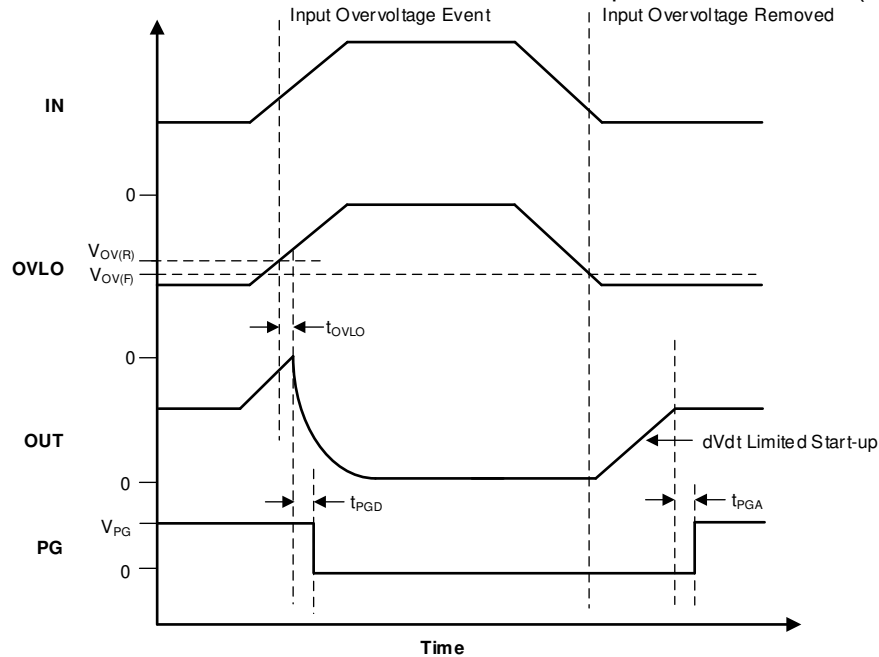 Input Overvoltage Event
Input Overvoltage Removed
IN
0
V_OV(R)
OVLO
V_OV(F)
t_OVLO
0
OUT
dVdt Limited Start-up
0
t_PGD
t_PGA
V_PG
PG
0
Time